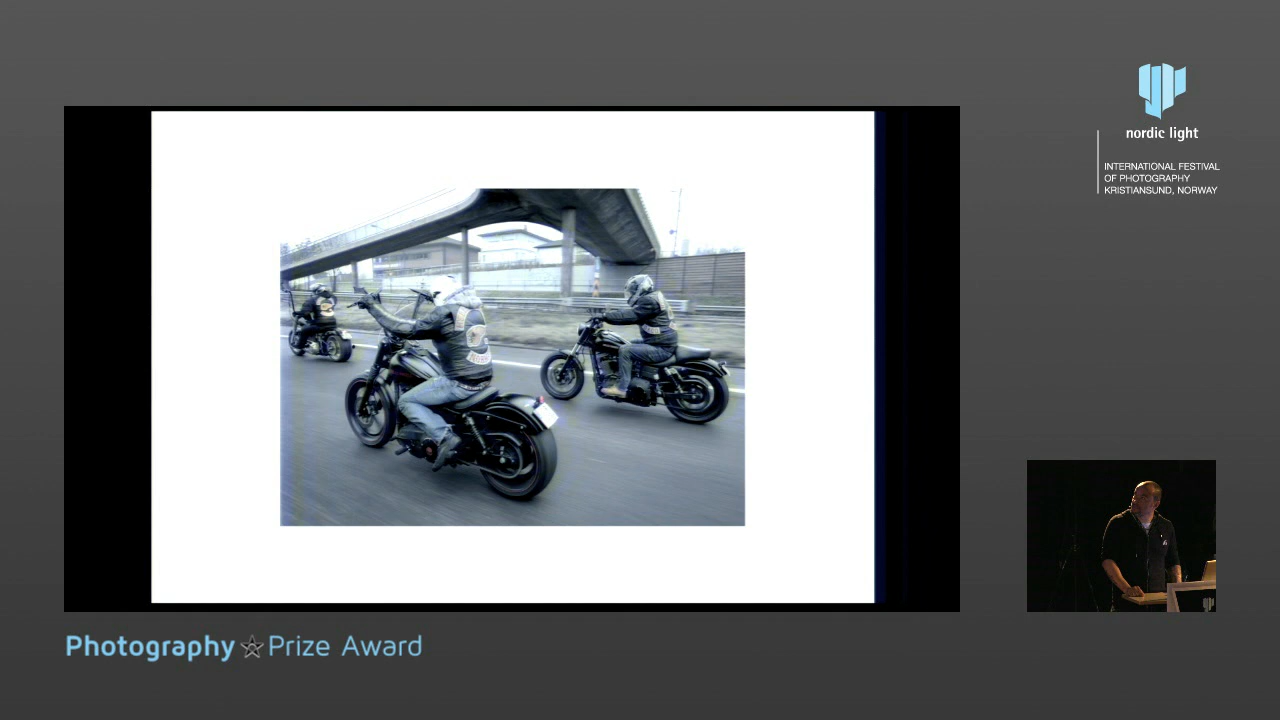 nordic light
INTERNATIONAL FESTIVAL
OF PHOTOGRAPHY
KRISTIANSUND, NORWAY
Photography Prize Award